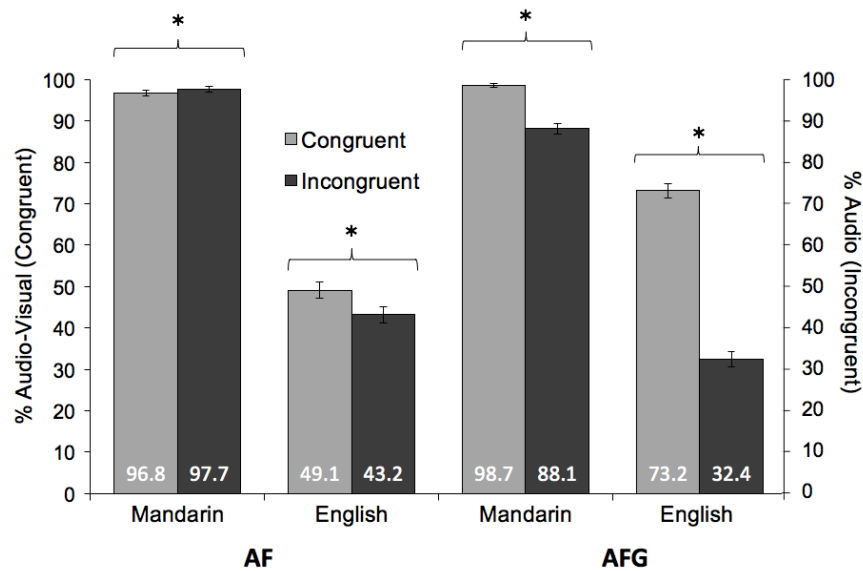 * *
100 100
90 * 90
80 Congruent 80
70 Incongruent 70
60 * 60
50 50
40 40
30 30
20 20
10 10
0 0
% Audio-Visual (Congruent)
% Audio (Incongruent)
96.8 97.7 49.1 43.2 98.7 88.1 73.2 32.4
Mandarin English Mandarin English
AF AFG